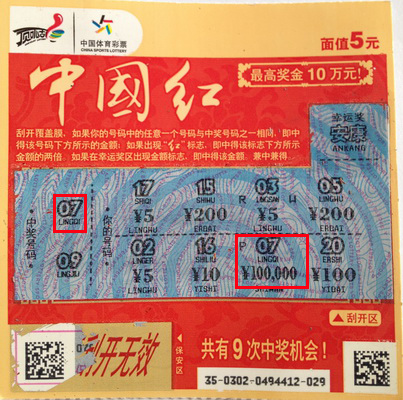 顶呱刮
中国体育彩票
CHINA SPORTS LOTTERY
面值5元
中國红
最高奖金10万元!
刮开覆盖膜,如果你的号码中的任意一个号码与中奖号码之一相同,即中
得该号码下方所示的金额;如果出现“红”标志,即中得该标志下方所示
金额的两倍,如果在幸运奖区出现金额标志,即中得该金额。兼中兼得。
幸运奖
安康
ANKANG
中奖号码
07
LINGQI
09
LINGJIU
你的号码
17 15 03 05
SHIQI SHIWU LINGSAN LINGWU
¥5 ¥200 ¥5 ¥200
LINGWU ERBAI LINGWU ERBAI
02 16 07 20
LINGER SHILIU LINGQI ERSHI
¥5 ¥10 ¥100,000 ¥100
LINGWU YISHI YIBAI
▲刮开区
刮开无效
保安区
共有9次中奖机会!
35-0302-0494412-029